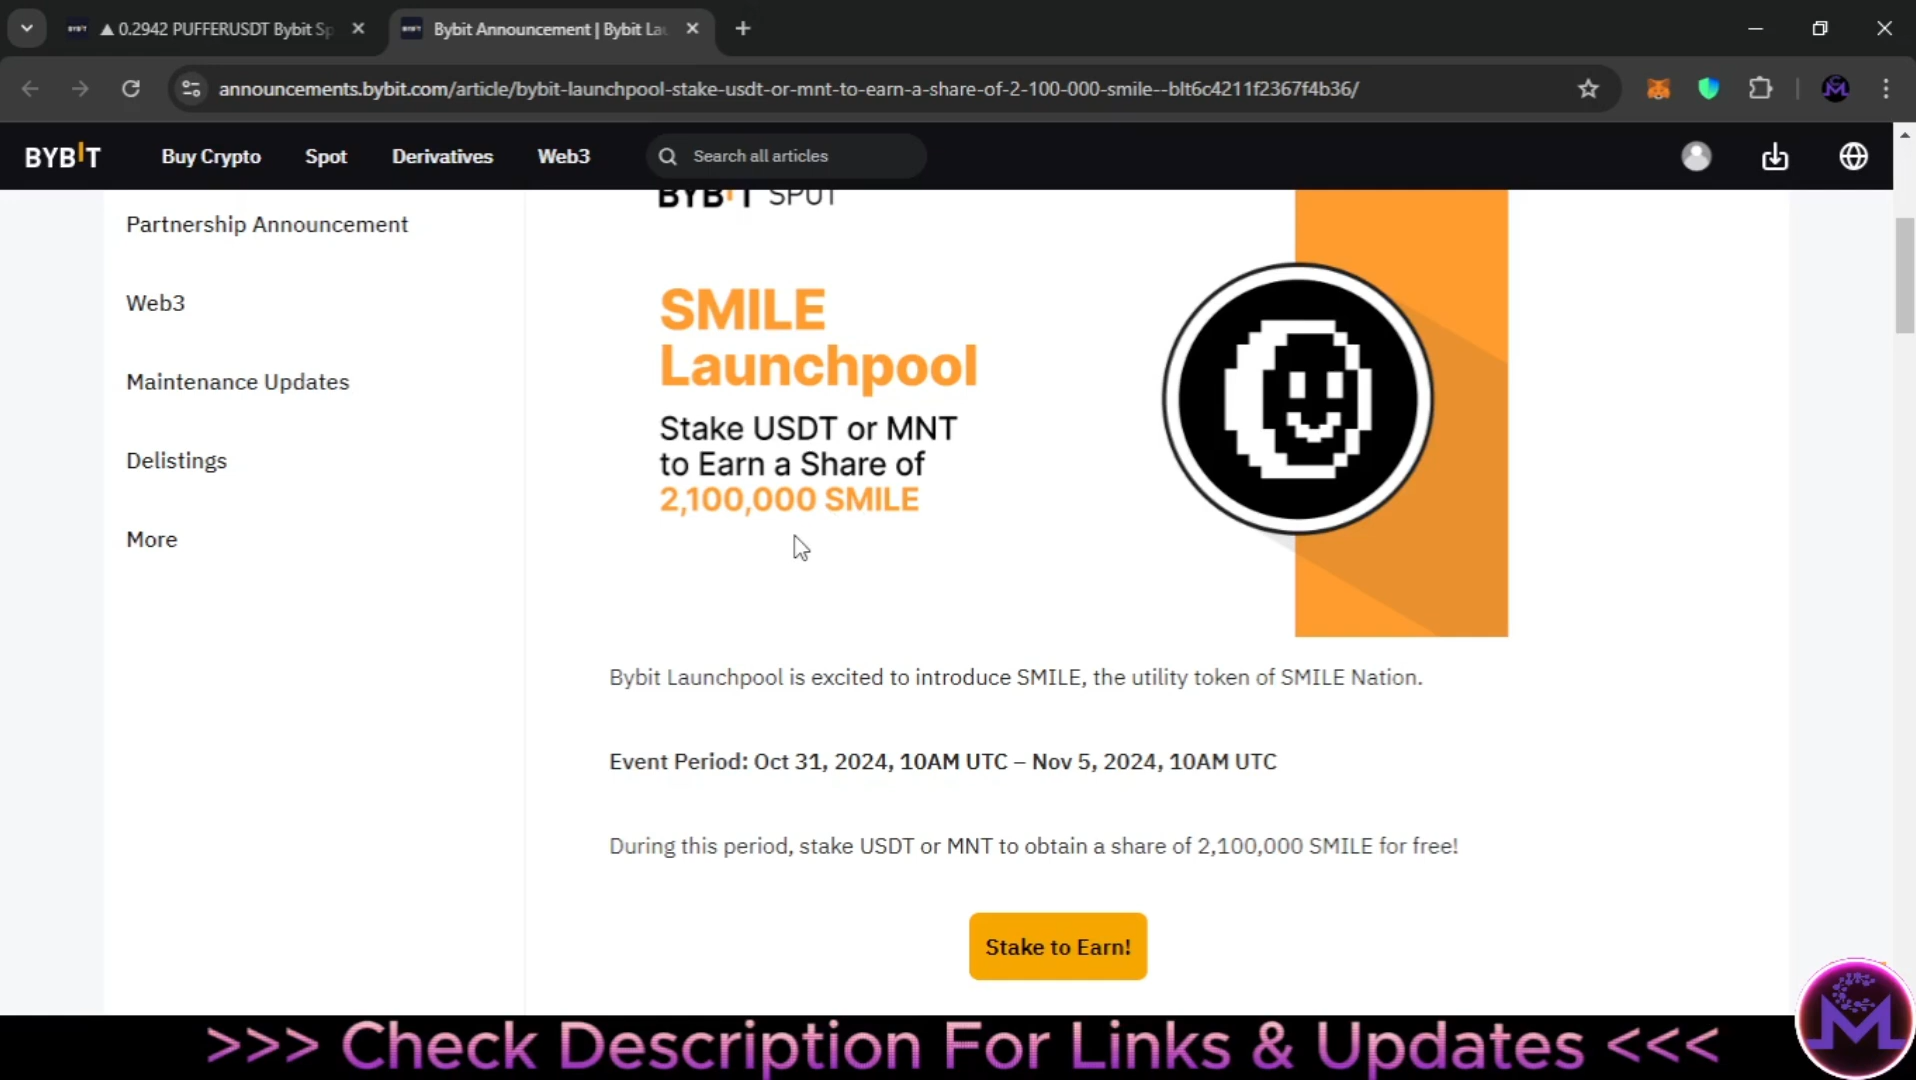 0.2942 PUFFERUSDT Bybit Sp
Bybit Announcement | Bybit Lau
announcements.bybit.com/article/bybit-launchpool-stake-usdt-or-mnt-to-earn-a-share-of-2-100-000-smile--blt6c4211f2367f4b36/
BYBIT
Buy Crypto
Spot
Derivatives
Web3
Search all articles
Partnership Announcement
Web3
Maintenance Updates
Delistings
More
BYBIT SPOT
SMILE
Launchpool
Stake USDT or MNT
to Earn a Share of
2,100,000 SMILE
Bybit Launchpool is excited to introduce SMILE, the utility token of SMILE Nation.
Event Period: Oct 31, 2024, 10AM UTC – Nov 5, 2024, 10AM UTC
During this period, stake USDT or MNT to obtain a share of 2,100,000 SMILE for free!
Stake to Earn!
>>> Check Description For Links & Updates <<<